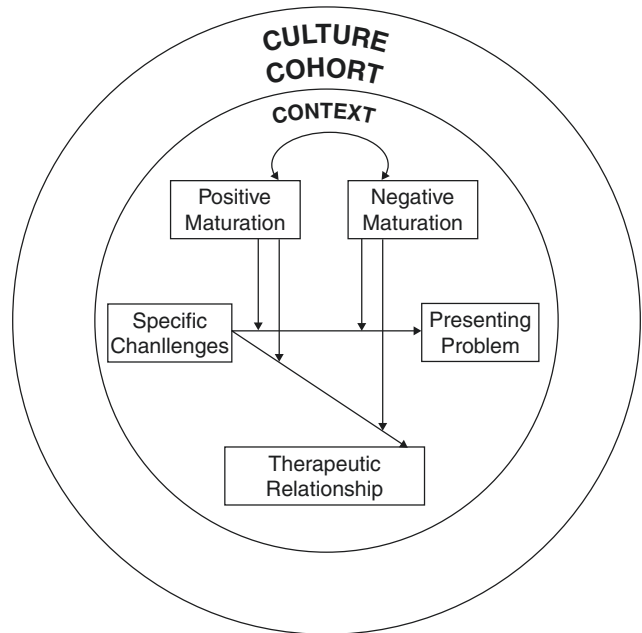 CULTURE
COHORT
CONTEXT
Positive
Maturation
Negative
Maturation
Specific
Chanllenges
Presenting
Problem
Therapeutic
Relationship